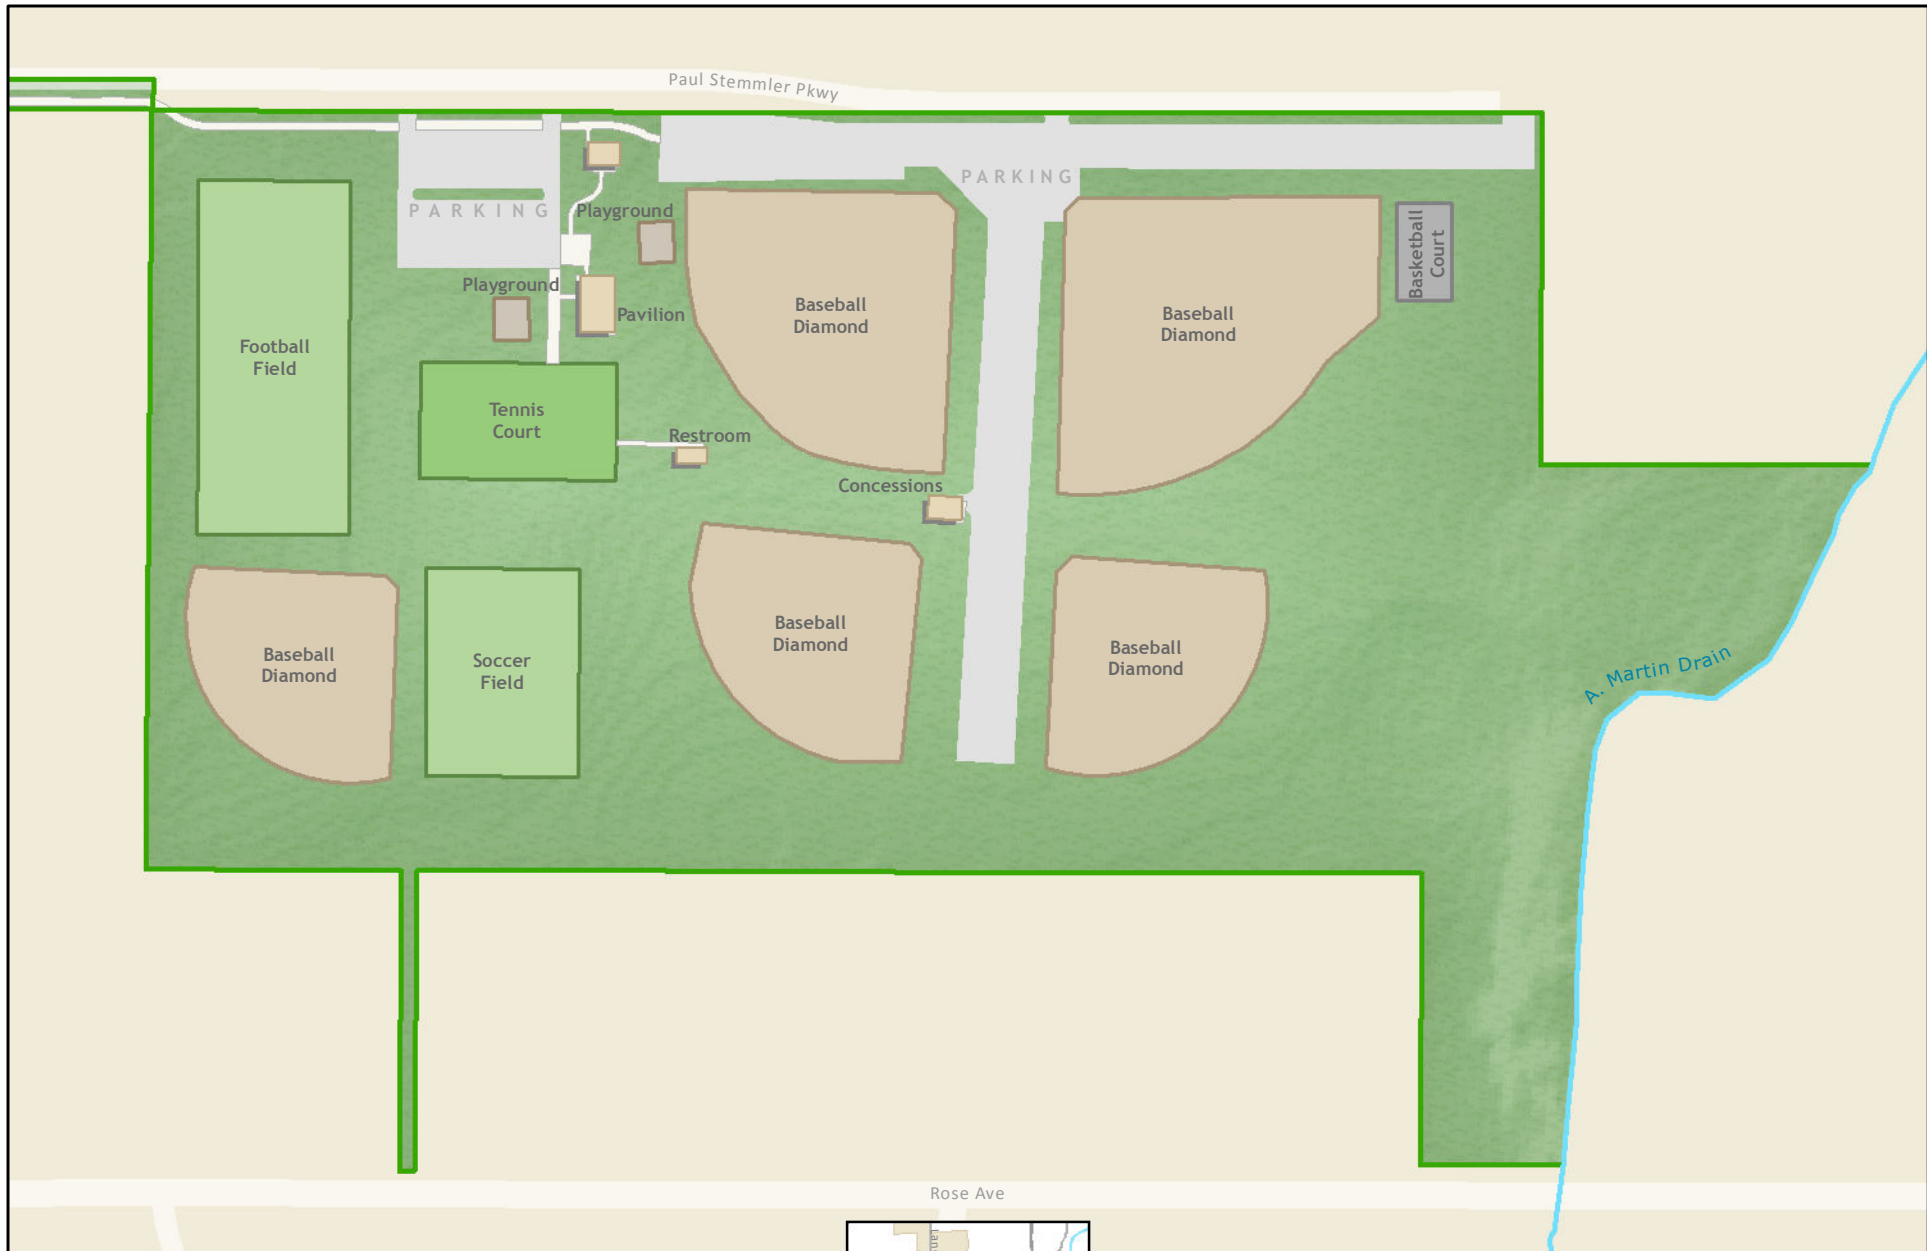 Paul Stemmler Pkwy
PARKING
PARKING
Playground
Basketball
Court
Playground
Pavilion
Baseball
Diamond
Baseball
Diamond
Football
Field
Tennis
Court
Restroom
Concessions
Baseball
Diamond
Soccer
Field
Baseball
Diamond
Baseball
Diamond
A. Martin Drain
Rose Ave